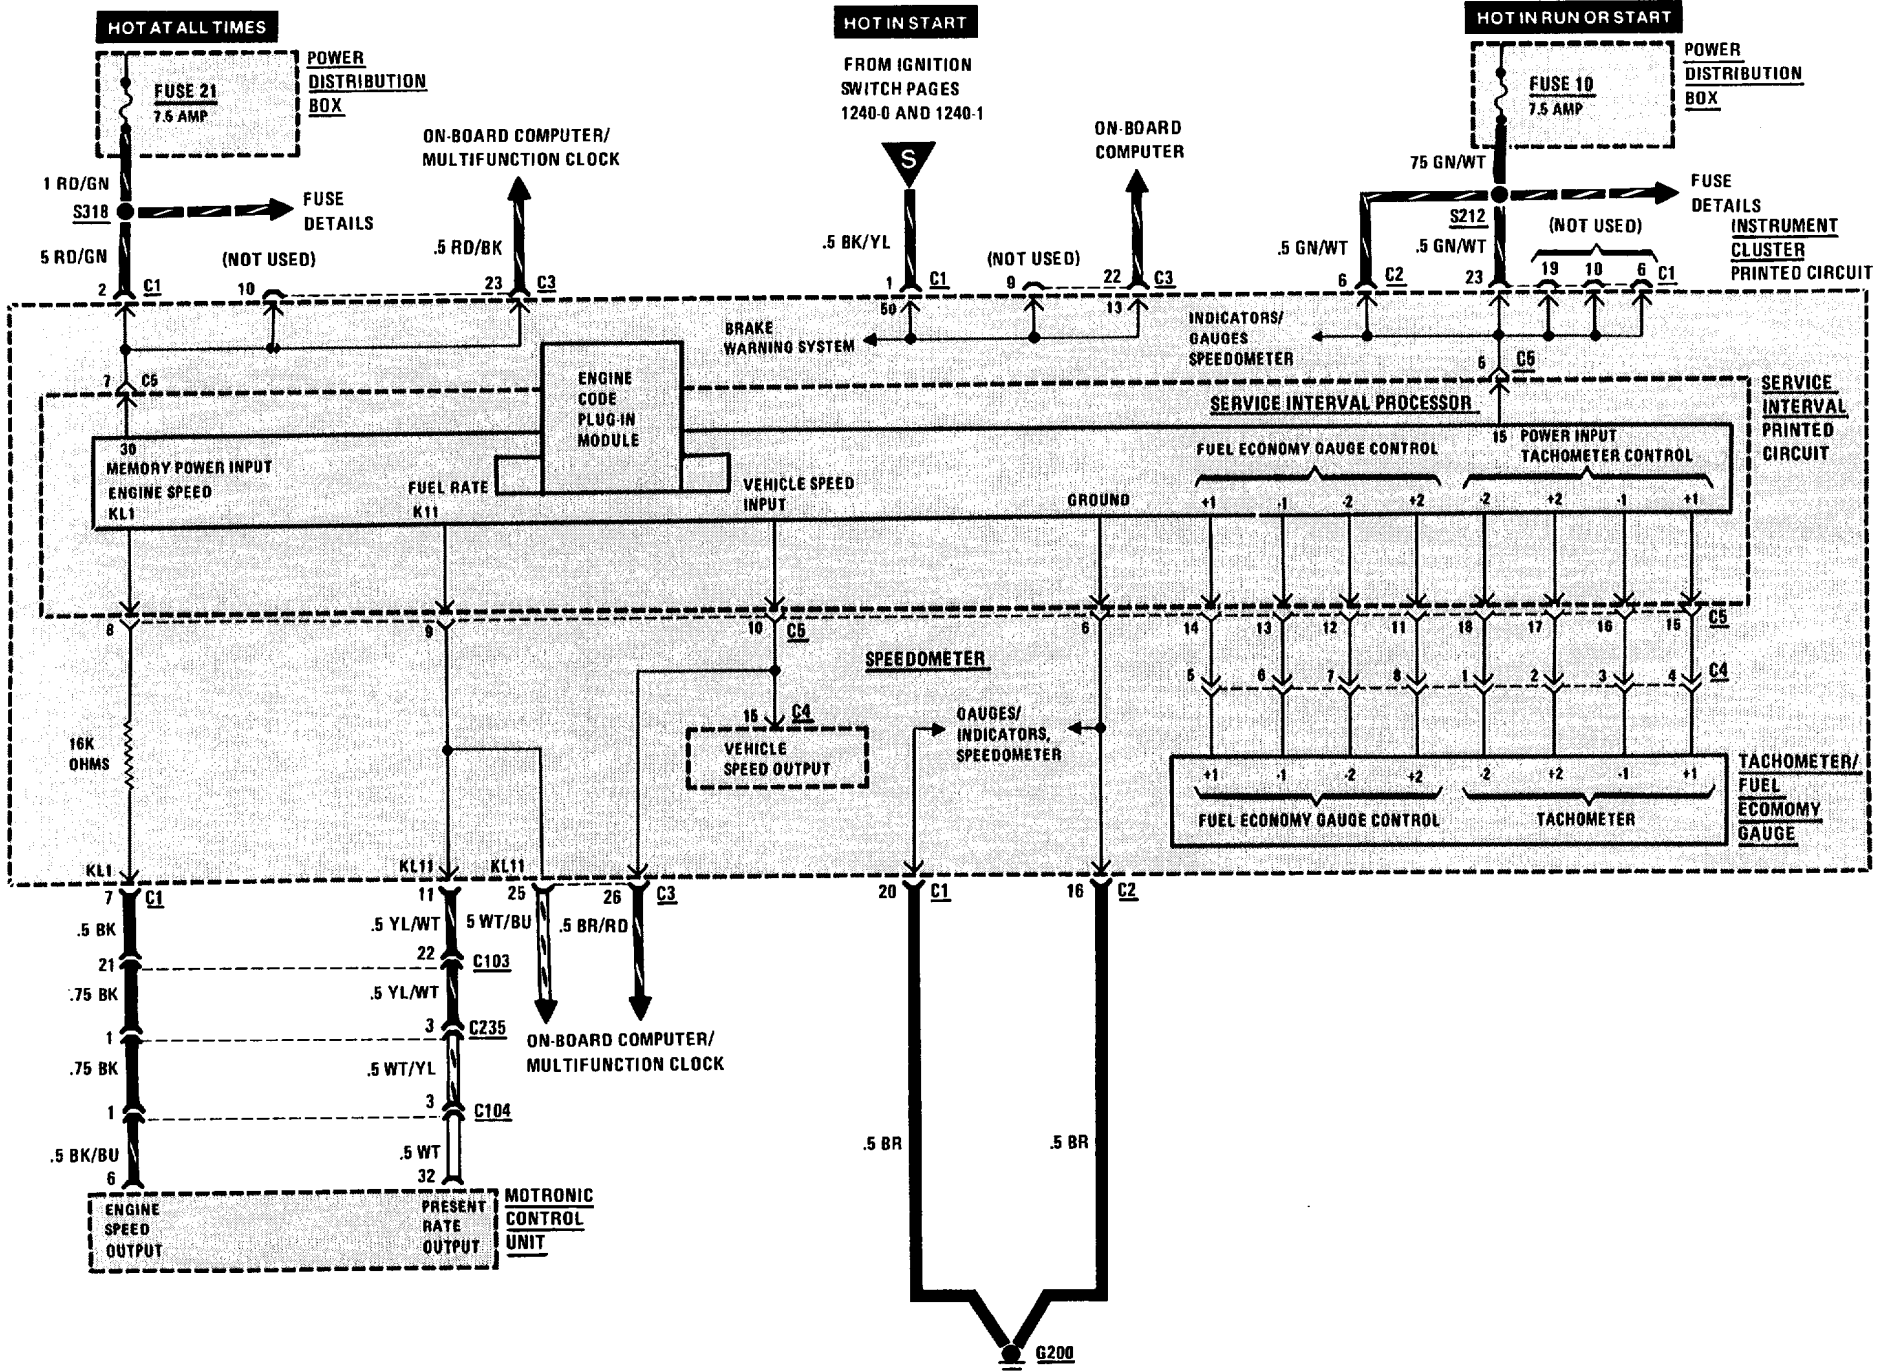 HOT AT ALL TIMES
HOT IN START
HOT IN RUN OR START
POWER
DISTRIBUTION
BOX
FUSE 21
7.5 AMP
FROM IGNITION
SWITCH PAGES
1240-0 AND 1240-1
POWER
DISTRIBUTION
BOX
FUSE 10
7.5 AMP
ON-BOARD COMPUTER/
MULTIFUNCTION CLOCK
ON-BOARD
COMPUTER
S
1 RD/GN
S318
FUSE
DETAILS
5 RD/GN
(NOT USED)
.5 RD/BK
.5 BK/YL
(NOT USED)
75 GN/WT
S212
FUSE
DETAILS
.5 GN/WT
.5 GN/WT
(NOT USED)
INSTRUMENT
CLUSTER
PRINTED CIRCUIT
2 C1
10
23 C3
1 C1
9
22 C3
6 C2
23
19
10
6 C1
50
13
BRAKE
WARNING SYSTEM
INDICATORS/
GAUGES
SPEEDOMETER
7 C5
5 C5
ENGINE
CODE
PLUG-IN
MODULE
SERVICE INTERVAL PROCESSOR
SERVICE
INTERVAL
PRINTED
CIRCUIT
30
MEMORY POWER INPUT
ENGINE SPEED
KL1
FUEL RATE
K11
VEHICLE SPEED
INPUT
GROUND
FUEL ECONOMY GAUGE CONTROL
15 POWER INPUT
TACHOMETER CONTROL
+1 -1 -2 +2 -2 +2 -1 +1
8
9
10 C5
6
14 13 12 11 18 17 16 15 C5
SPEEDOMETER
5 6 7 8 1 2 3 4 C4
16K
OHMS
15 C4
VEHICLE
SPEED OUTPUT
GAUGES/
INDICATORS,
SPEEDOMETER
+1 -1 -2 +2 -2 +2 -1 +1
FUEL ECONOMY GAUGE CONTROL
TACHOMETER
TACHOMETER/
FUEL
ECONOMY
GAUGE
KL1
KL11
KL11
7 C1
11
25
26 C3
20 C1
16 C2
.5 BK
.5 YL/WT
5 WT/BU
.5 BR/RD
21
22 C103
.75 BK
.5 YL/WT
1
3 C235
ON-BOARD COMPUTER/
MULTIFUNCTION CLOCK
.75 BK
.5 WT/YL
1
3 C104
.5 BK/BU
.5 WT
.5 BR
.5 BR
6
32
ENGINE
SPEED
OUTPUT
PRESENT
RATE
OUTPUT
MOTRONIC
CONTROL
UNIT
G200